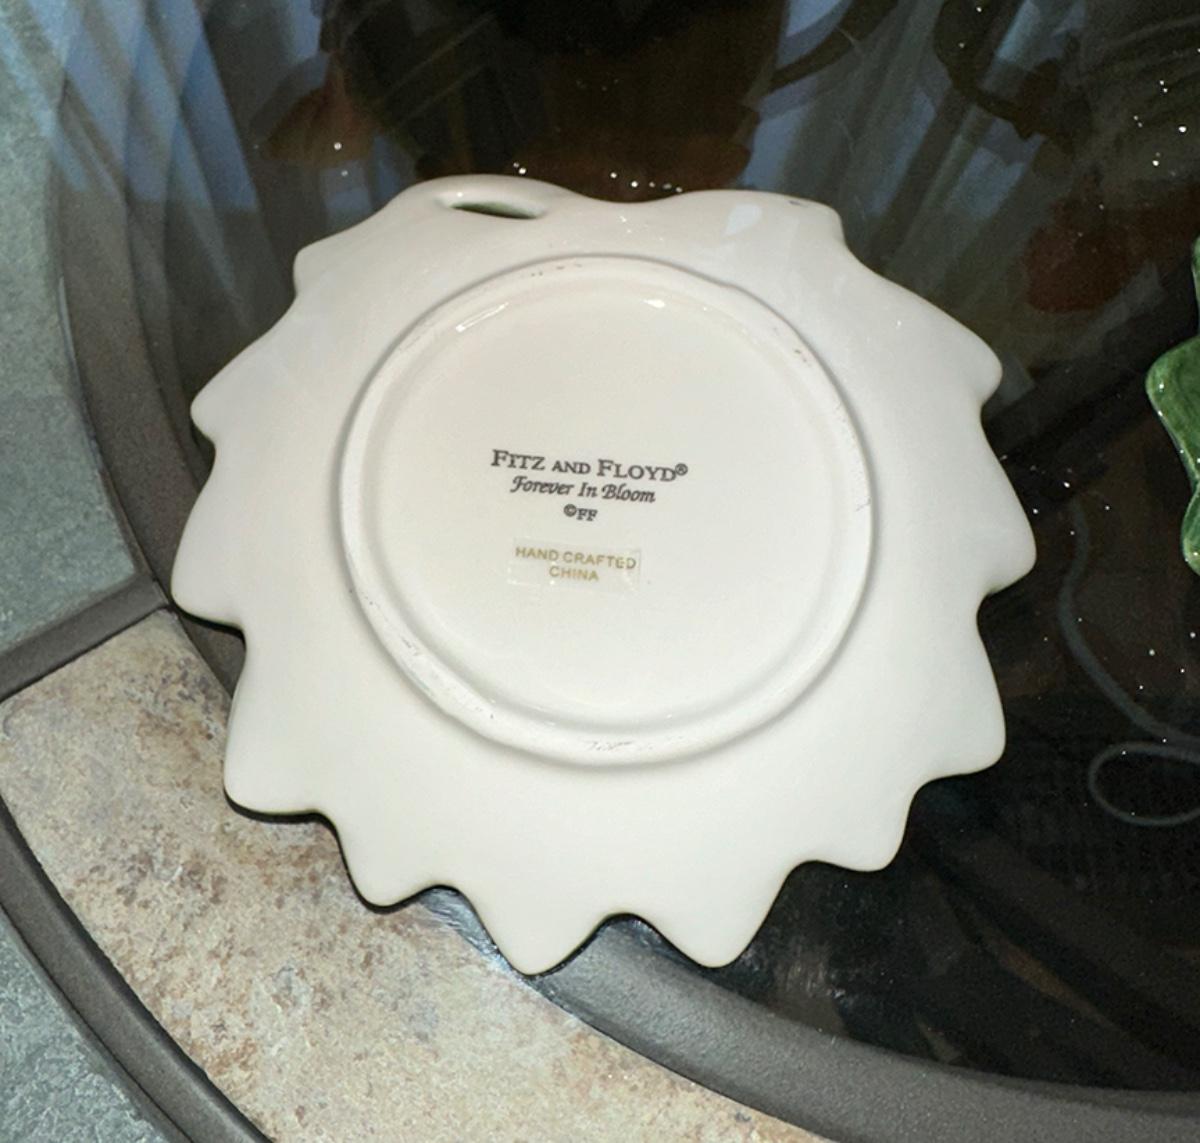 FITZ AND FLOYD®
Forever In Bloom
©FF
HAND CRAFTED
CHINA